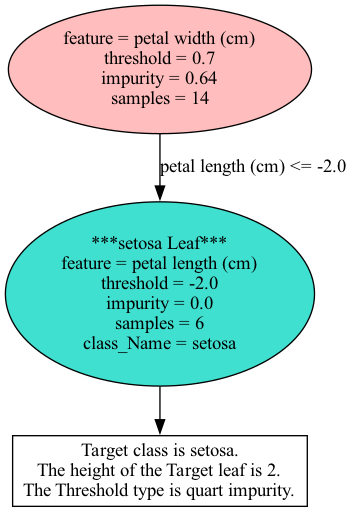 feature = petal width (cm)
threshold = 0.7
impurity = 0.64
samples = 14
petal length (cm) <= -2.0
***setosa Leaf***
feature = petal length (cm)
threshold = -2.0
impurity = 0.0
samples = 6
class_Name = setosa
Target class is setosa.
The height of the Target leaf is 2.
The Threshold type is quart impurity.